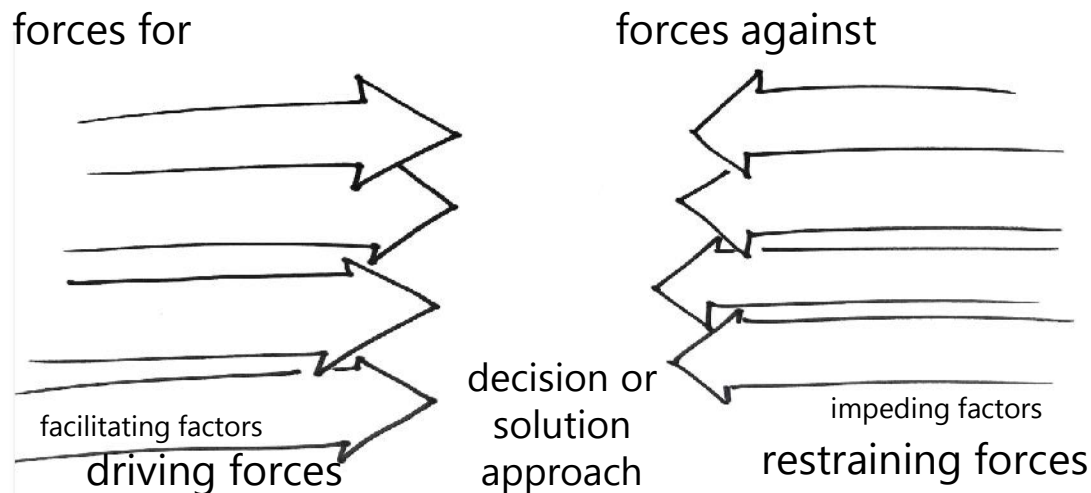 forces for
forces against
facilitating factors
driving forces
decision or
solution
approach
impeding factors
restraining forces